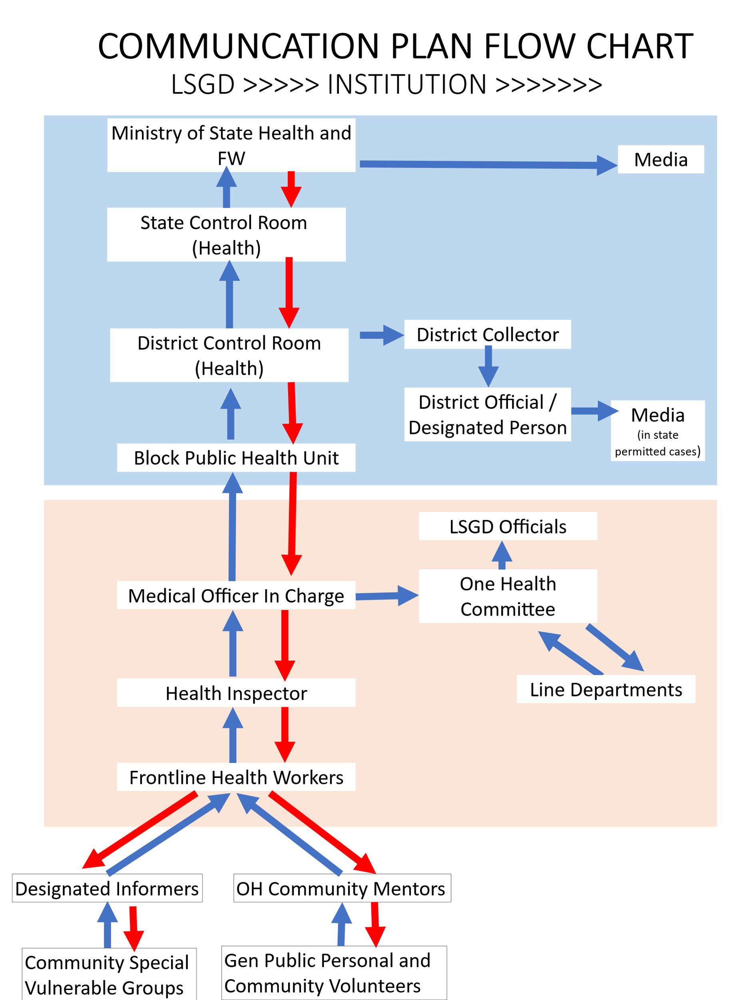 COMMUNCATION PLAN FLOW CHART
LSGD >>>>> INSTITUTION >>>>>>>
Ministry of State Health and
FW
Media
State Control Room
(Health)
District Control Room
(Health)
District Collector
District Official /
Designated Person
Media
(in state
permitted cases)
Block Public Health Unit
LSGD Officials
One Health
Committee
Medical Officer In Charge
Health Inspector
Line Departments
Frontline Health Workers
Designated Informers
OH Community Mentors
Community Special
Vulnerable Groups
Gen Public Personal and
Community Volunteers